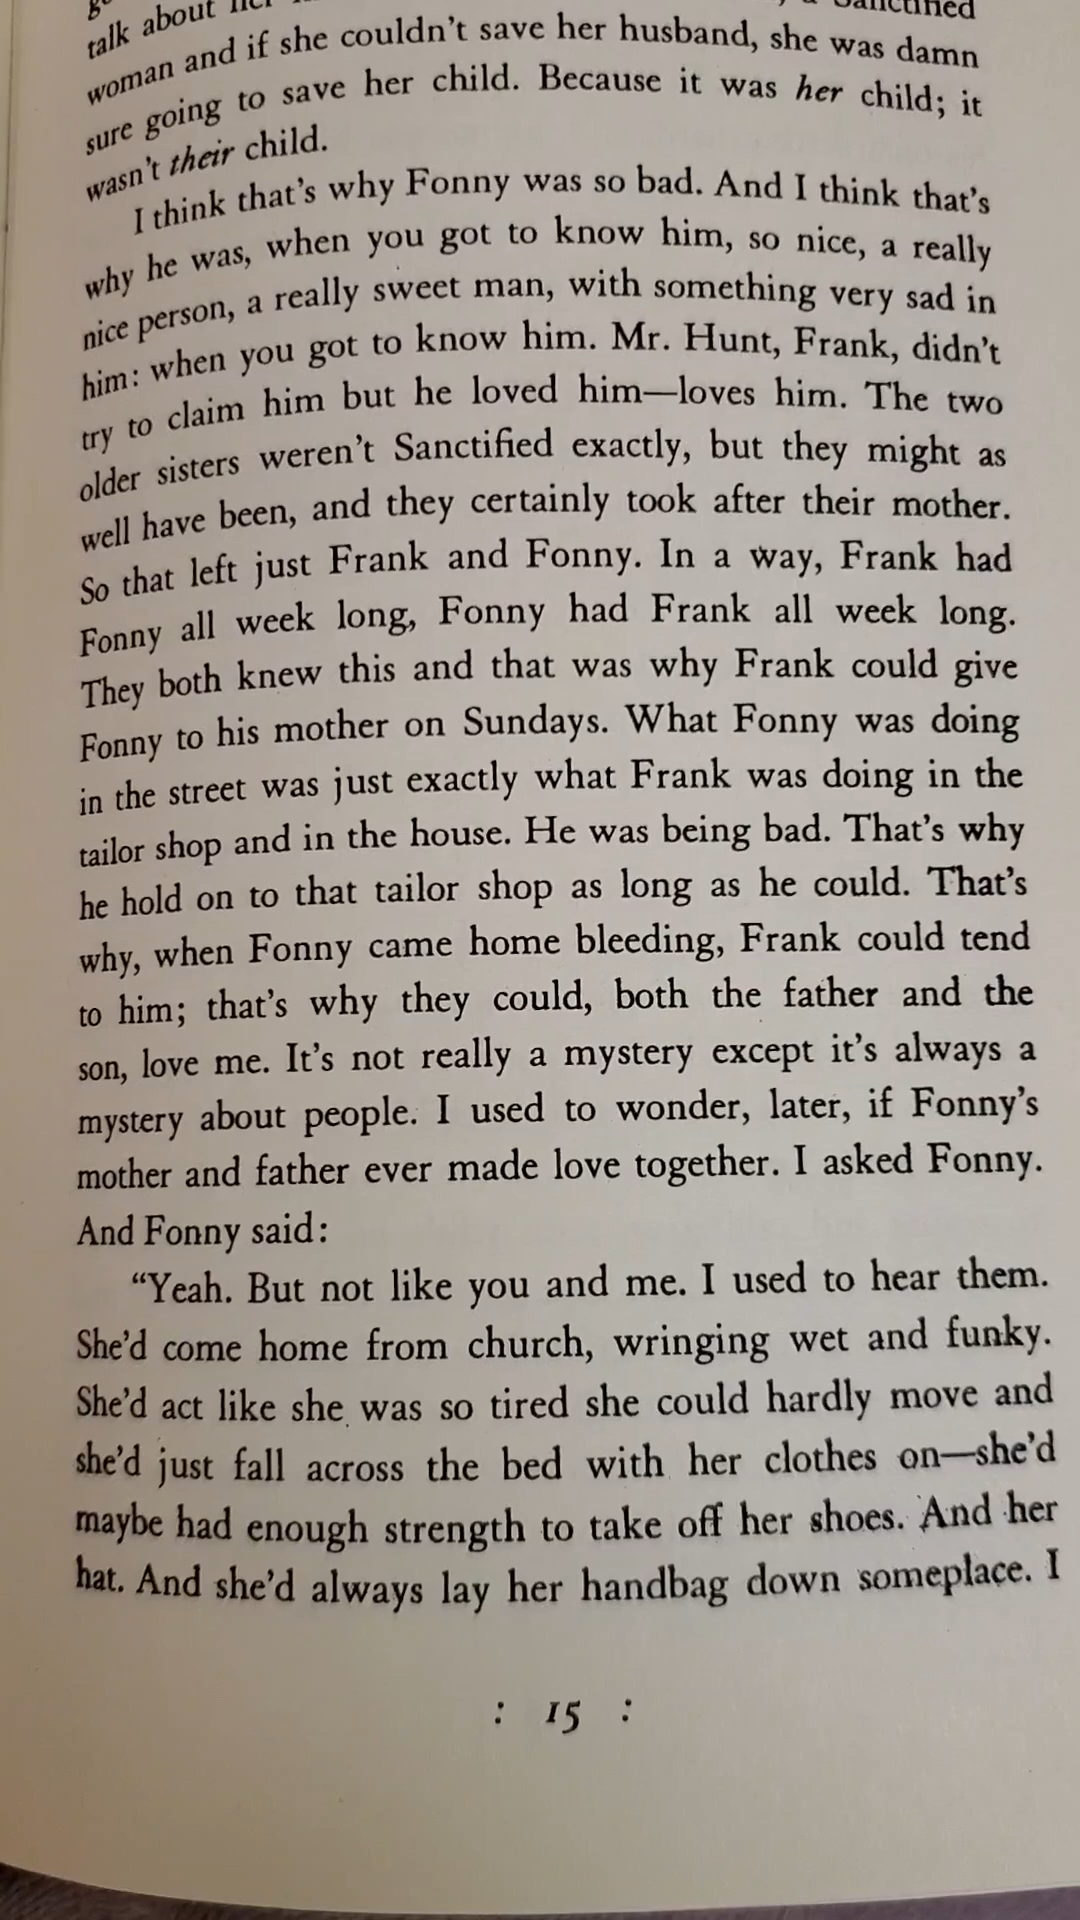 talk about
woman and if she couldn't save her husband, she was damn
sure going to save her child. Because it was her child; it
wasn't their child.
I think that's why Fonny was so bad. And I think that's
why he was, when you got to know him, so nice, a really
nice person, a really sweet man, with something very sad in
him: when you got to know him. Mr. Hunt, Frank, didn't
try to claim him but he loved him—loves him. The two
older sisters weren't Sanctified exactly, but they might as
well have been, and they certainly took after their mother.
So that left just Frank and Fonny. In a way, Frank had
Fonny all week long, Fonny had Frank all week long.
They both knew this and that was why Frank could give
Fonny to his mother on Sundays. What Fonny was doing
in the street was just exactly what Frank was doing in the
tailor shop and in the house. He was being bad. That's why
he hold on to that tailor shop as long as he could. That's
why, when Fonny came home bleeding, Frank could tend
to him; that's why they could, both the father and the
son, love me. It's not really a mystery except it's always a
mystery about people. I used to wonder, later, if Fonny's
mother and father ever made love together. I asked Fonny.
And Fonny said:
“Yeah. But not like you and me. I used to hear them.
She'd come home from church, wringing wet and funky.
She'd act like she was so tired she could hardly move and
she'd just fall across the bed with her clothes on—she'd
maybe had enough strength to take off her shoes. And her
hat. And she'd always lay her handbag down someplace. I
: 15 :